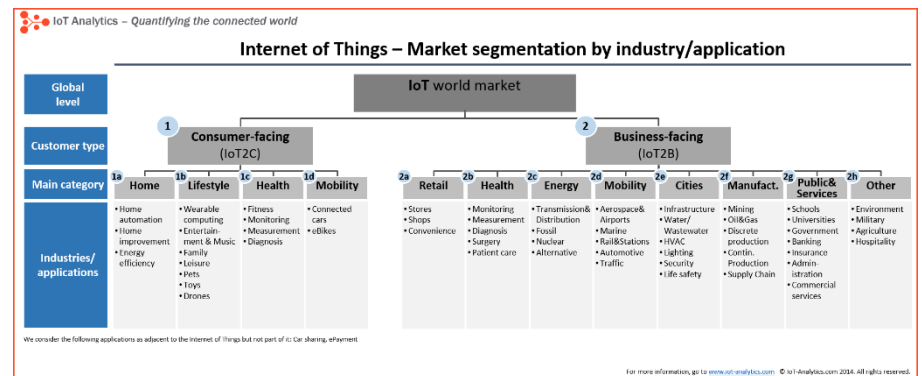 IoT Analytics – Quantifying the connected world
Internet of Things – Market segmentation by industry/application
Global
level
IoT world market
Customer type
1
Consumer-facing
(IoT2C)
2
Business-facing
(IoT2B)
Main category
1a
Home
1b
Lifestyle
1c
Health
1d
Mobility
2a
Retail
2b
Health
2c
Energy
2d
Mobility
2e
Cities
2f
Manufact.
2g
Public&
Services
2h
Other
Industries/
applications
• Home
automation
• Home
improvement
• Energy
efficiency
• Wearable
computing
• Entertain-
ment & Music
• Family
• Leisure
• Pets
• Toys
• Drones
• Fitness
• Monitoring
• Measurement
• Diagnosis
• Connected
cars
• eBikes
• Stores
• Shops
• Convenience
• Monitoring
• Measurement
• Diagnosis
• Surgery
• Patient care
• Transmission&
Distribution
• Fossil
• Nuclear
• Alternative
• Aerospace&
Airports
• Marine
• Rail&Stations
• Automotive
• Traffic
• Infrastructure
• Water/
Wastewater
• HVAC
• Lighting
• Security
• Life safety
• Mining
• Oil&Gas
• Discrete
production
• Contin.
Production
• Supply Chain
• Schools
• Universities
• Government
• Banking
• Insurance
• Admin-
istration
• Commercial
services
• Environment
• Military
• Agriculture
• Hospitality
We consider the following applications as adjacent to the Internet of Things but not part of it: Car sharing, ePayment
For more information, go to www.iot-analytics.com © IoT-Analytics.com 2014. All rights reserved.